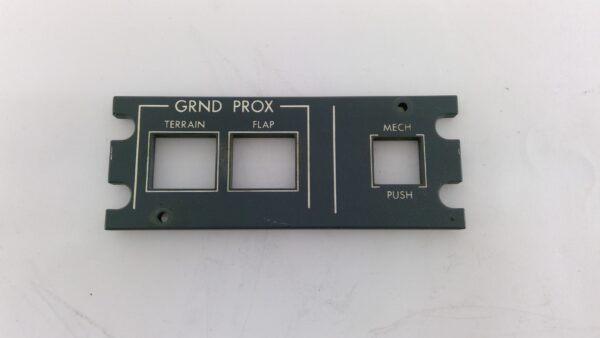 GRND PROX
TERRAIN
FLAP
MECH
PUSH